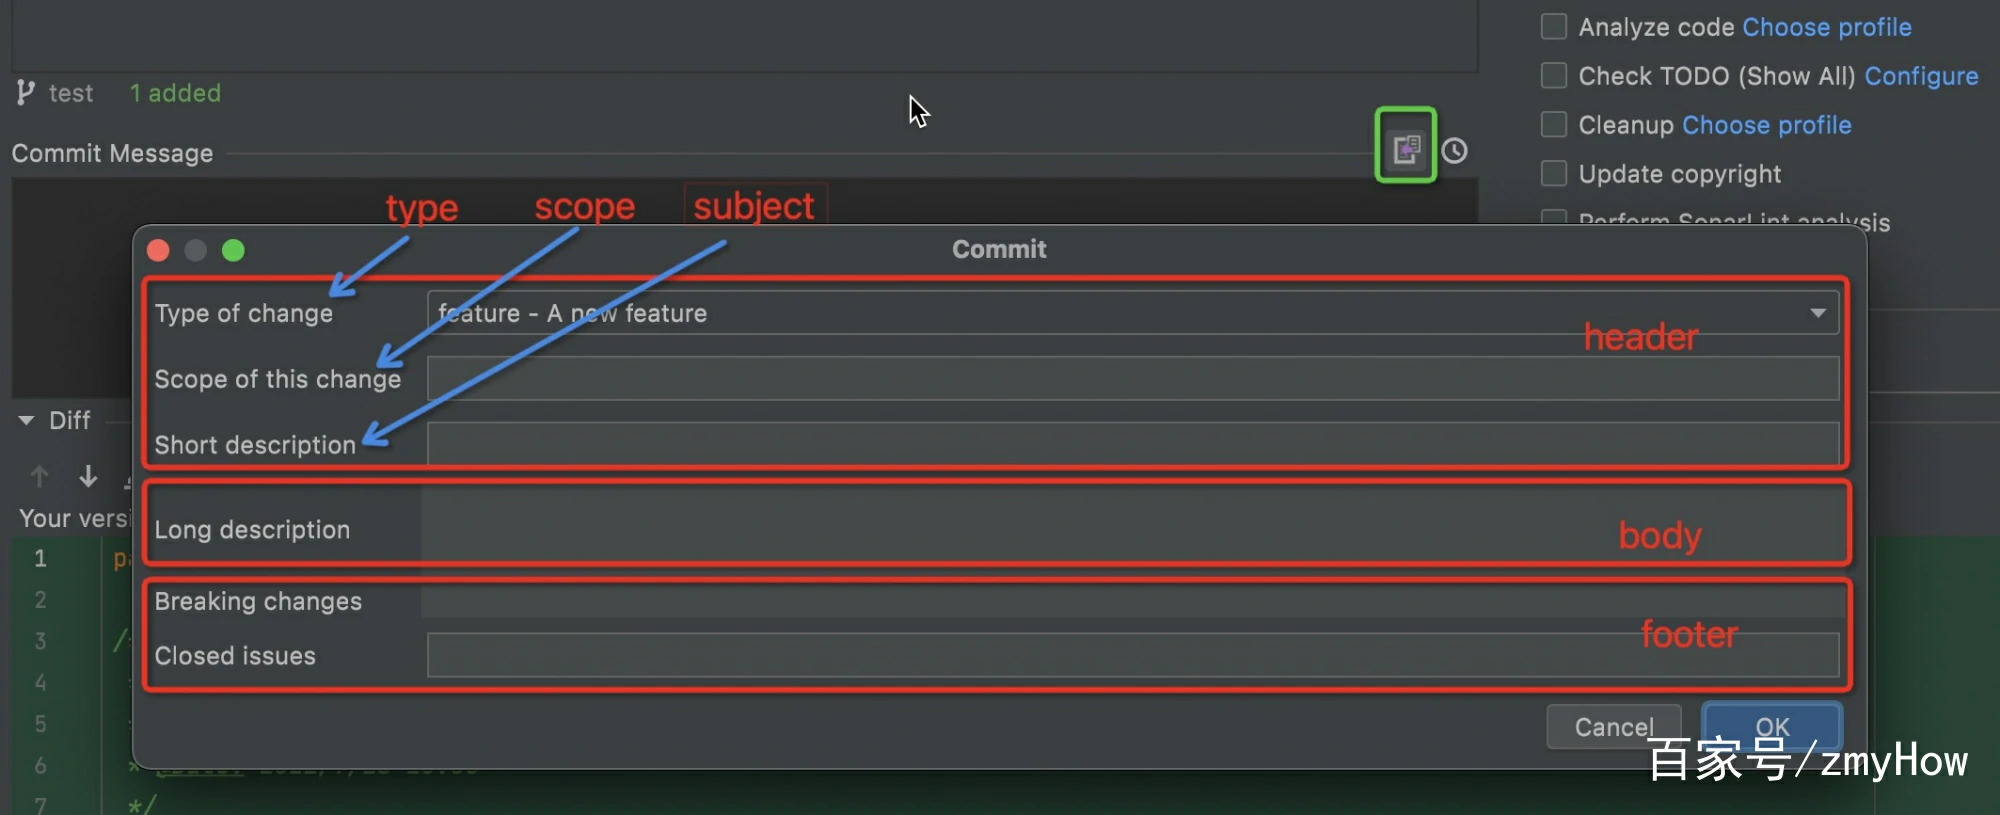 Analyze code Choose profile
test 1 added
Check TODO (Show All) Configure
Cleanup Choose profile
Commit Message
Update copyright
type scope subject
Perform SonarLint analysis
Commit
Type of change
feature - A new feature
header
Scope of this change
Diff
Short description
Your versi
Long description
body
1
2
Breaking changes
3
footer
Closed issues
4
5
Cancel
OK
6
百家号/zmyHow
7 */